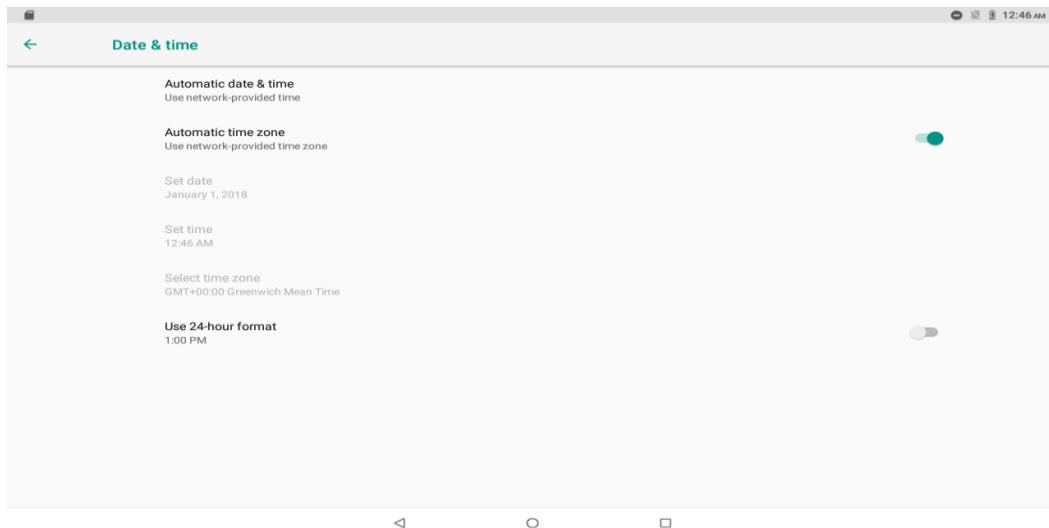 12:46 AM
Date & time
Automatic date & time
Use network-provided time
Automatic time zone
Use network-provided time zone
Set date
January 1, 2018
Set time
12:46 AM
Select time zone
GMT+00:00 Greenwich Mean Time
Use 24-hour format
1:00 PM